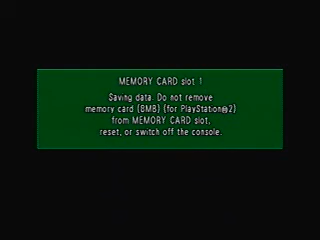 MEMORY CARD slot 1
Saving data. Do not remove
memory card (8MB) (for PlayStation®2)
from MEMORY CARD slot,
reset, or switch off the console.